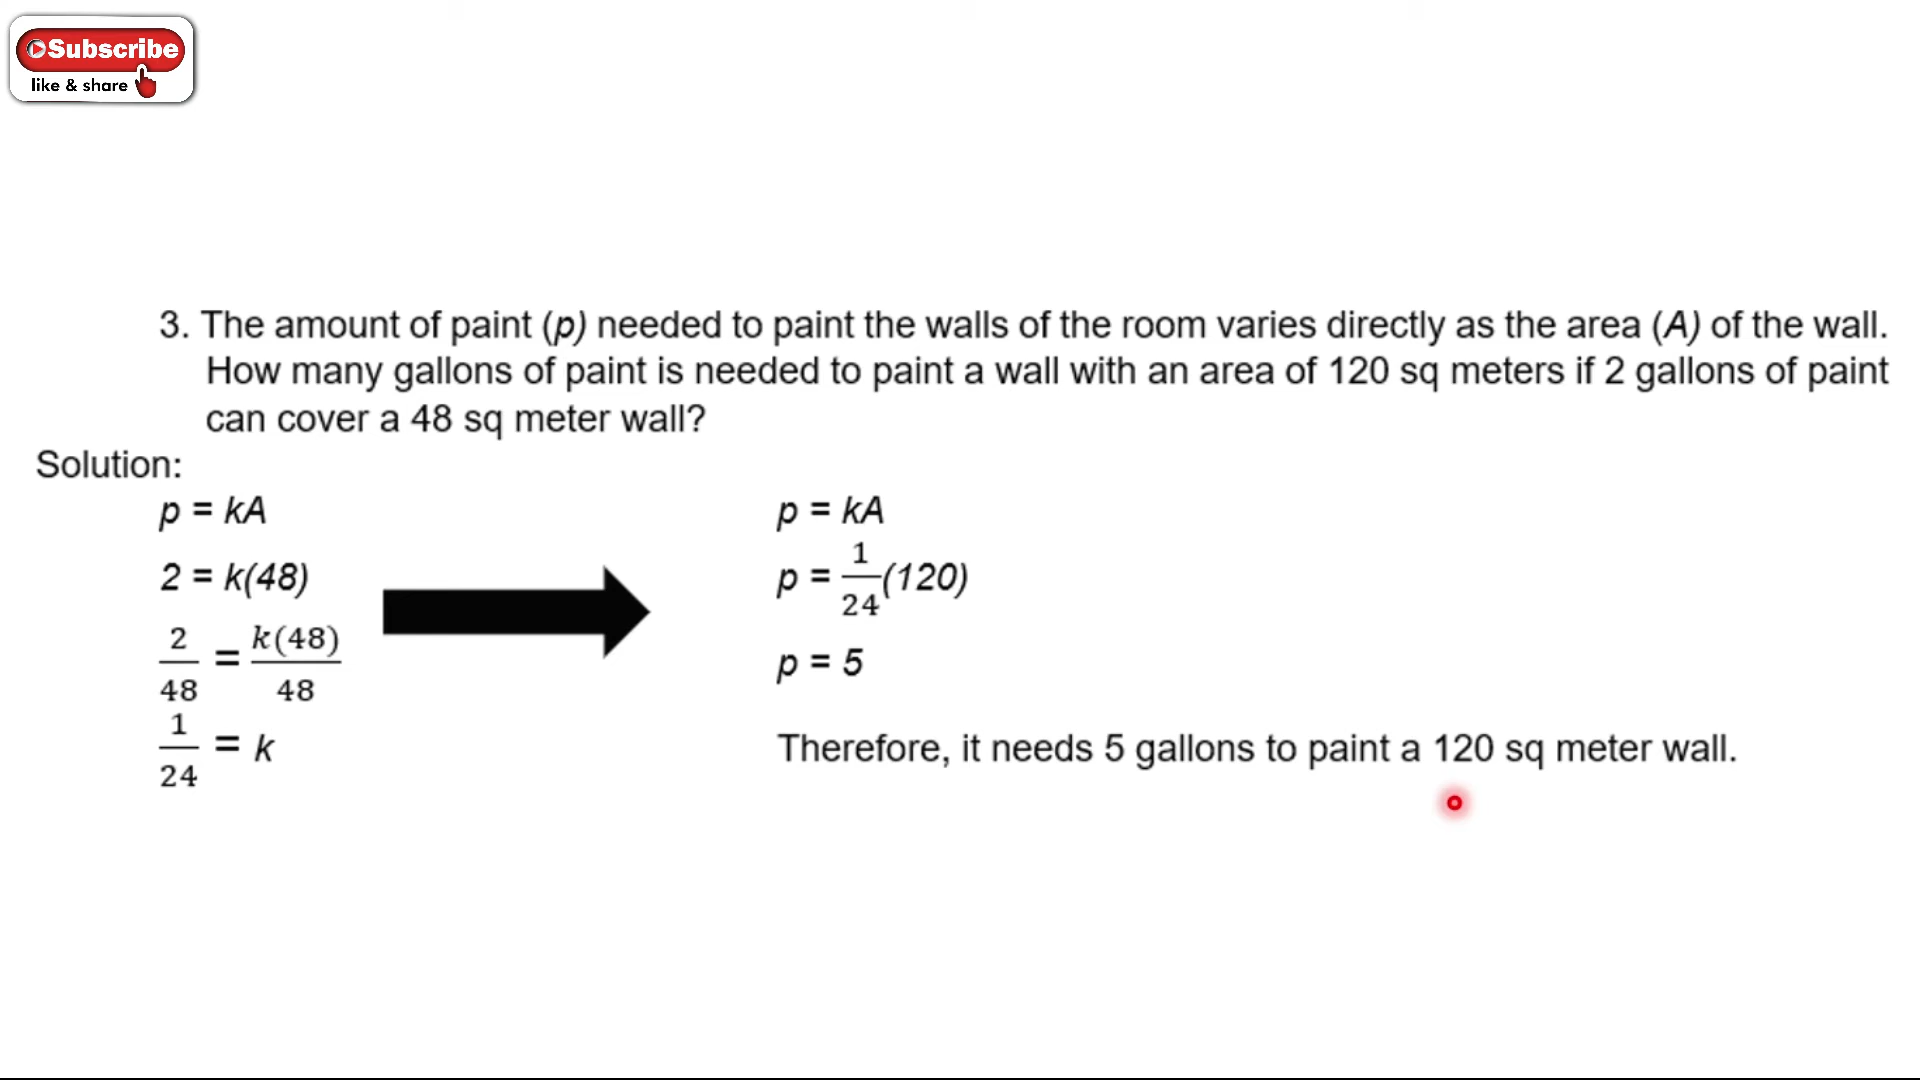 Subscribe
like & share
3. The amount of paint (p) needed to paint the walls of the room varies directly as the area (A) of the wall.
How many gallons of paint is needed to paint a wall with an area of 120 sq meters if 2 gallons of paint
can cover a 48 sq meter wall?
Solution:
p = kA
2 = k(48)
2/48 = k(48)/48
1/24 = k
p = kA
p = 1/24(120)
p = 5
Therefore, it needs 5 gallons to paint a 120 sq meter wall.